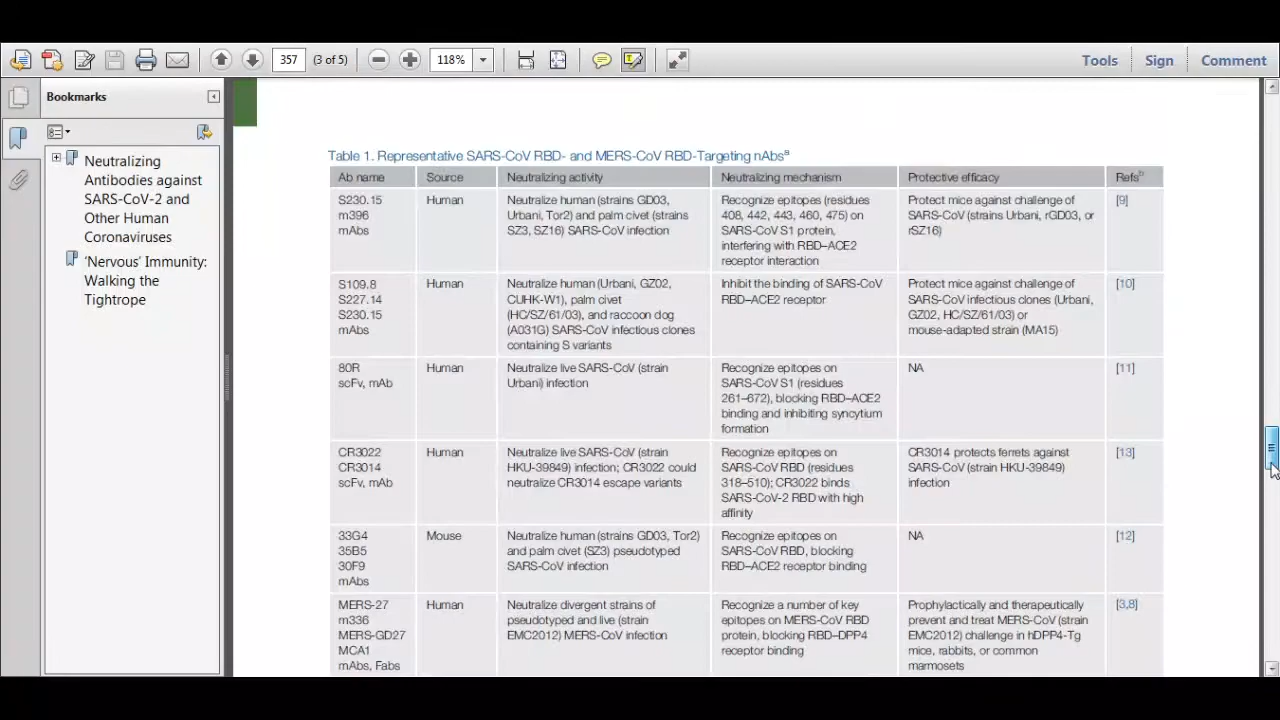 357
(3 of 5)
118%
Tools
Sign
Comment
Bookmarks
Neutralizing
Antibodies against
SARS-CoV-2 and
Other Human
Coronaviruses
'Nervous' Immunity:
Walking the
Tightrope
Table 1. Representative SARS-CoV RBD- and MERS-CoV RBD-Targeting nAbsᵃ
Ab name
Source
Neutralizing activity
Neutralizing mechanism
Protective efficacy
Refsᵇ
S230.15
m396
mAbs
Human
Neutralize human (strains GD03,
Urbani, Tor2) and palm civet (strains
SZ3, SZ16) SARS-CoV infection
Recognize epitopes (residues
408, 442, 443, 460, 475) on
SARS-CoV S1 protein,
interfering with RBD–ACE2
receptor interaction
Protect mice against challenge of
SARS-CoV (strains Urbani, rGD03, or
rSZ16)
[9]
S109.8
S227.14
S230.15
mAbs
Human
Neutralize human (Urbani, GZ02,
CUHK-W1), palm civet
(HC/SZ/61/03), and raccoon dog
(A031G) SARS-CoV infectious clones
containing S variants
Inhibit the binding of SARS-CoV
RBD–ACE2 receptor
Protect mice against challenge of
SARS-CoV infectious clones (Urbani,
GZ02, HC/SZ/61/03) or
mouse-adapted strain (MA15)
[10]
80R
scFv, mAb
Human
Neutralize live SARS-CoV (strain
Urbani) infection
Recognize epitopes on
SARS-CoV S1 (residues
261–672), blocking RBD–ACE2
binding and inhibiting syncytium
formation
NA
[11]
CR3022
CR3014
scFv, mAb
Human
Neutralize live SARS-CoV (strain
HKU-39849) infection; CR3022 could
neutralize CR3014 escape variants
Recognize epitopes on
SARS-CoV RBD (residues
318–510); CR3022 binds
SARS-CoV-2 RBD with high
affinity
CR3014 protects ferrets against
SARS-CoV (strain HKU-39849)
infection
[13]
33G4
35B5
30F9
mAbs
Mouse
Neutralize human (strains GD03, Tor2)
and palm civet (SZ3) pseudotyped
SARS-CoV infection
Recognize epitopes on
SARS-CoV RBD, blocking
RBD–ACE2 receptor binding
NA
[12]
MERS-27
m336
MERS-GD27
MCA1
mAbs, Fabs
Human
Neutralize divergent strains of
pseudotyped and live (strain
EMC2012) MERS-CoV infection
Recognize a number of key
epitopes on MERS-CoV RBD
protein, blocking RBD–DPP4
receptor binding
Prophylactically and therapeutically
prevent and treat MERS-CoV (strain
EMC2012) challenge in hDPP4-Tg
mice, rabbits, or common
marmosets
[3,8]